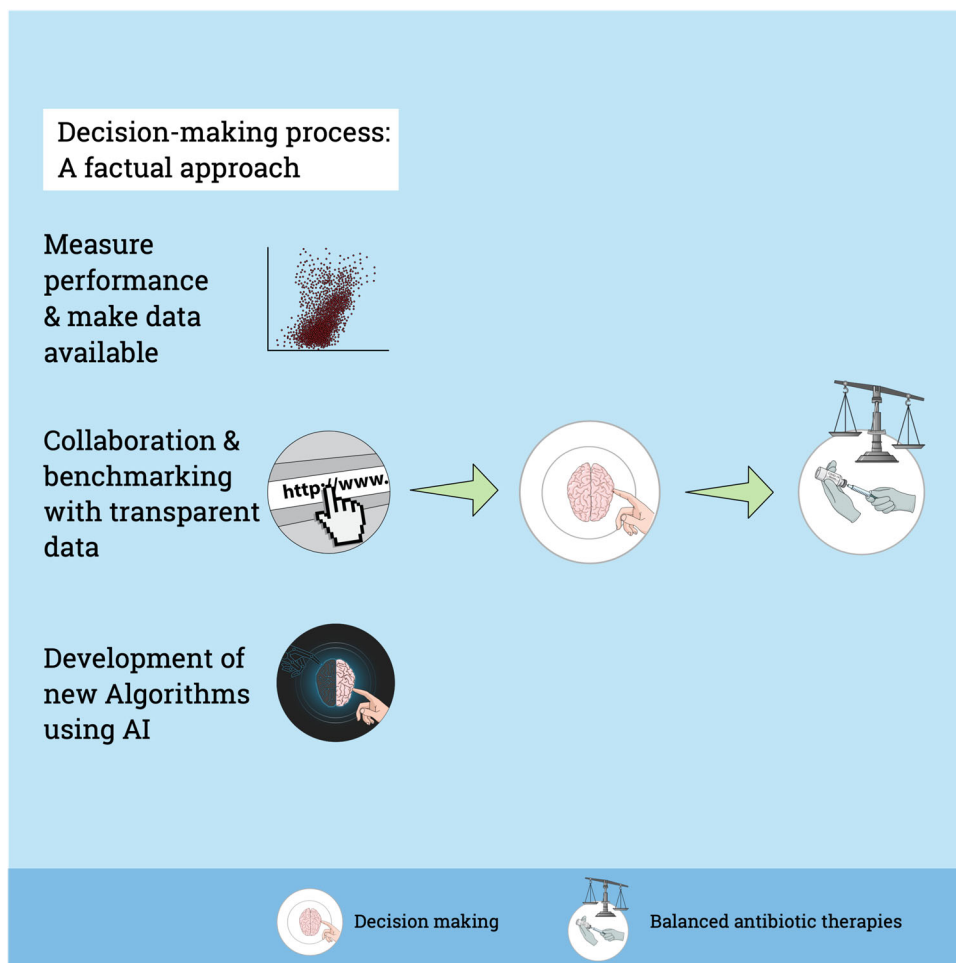 Decision-making process:
A factual approach
Measure
performance
& make data
available
Collaboration &
benchmarking
with transparent
data
http://www.
Development of
new Algorithms
using AI
Decision making
Balanced antibiotic therapies